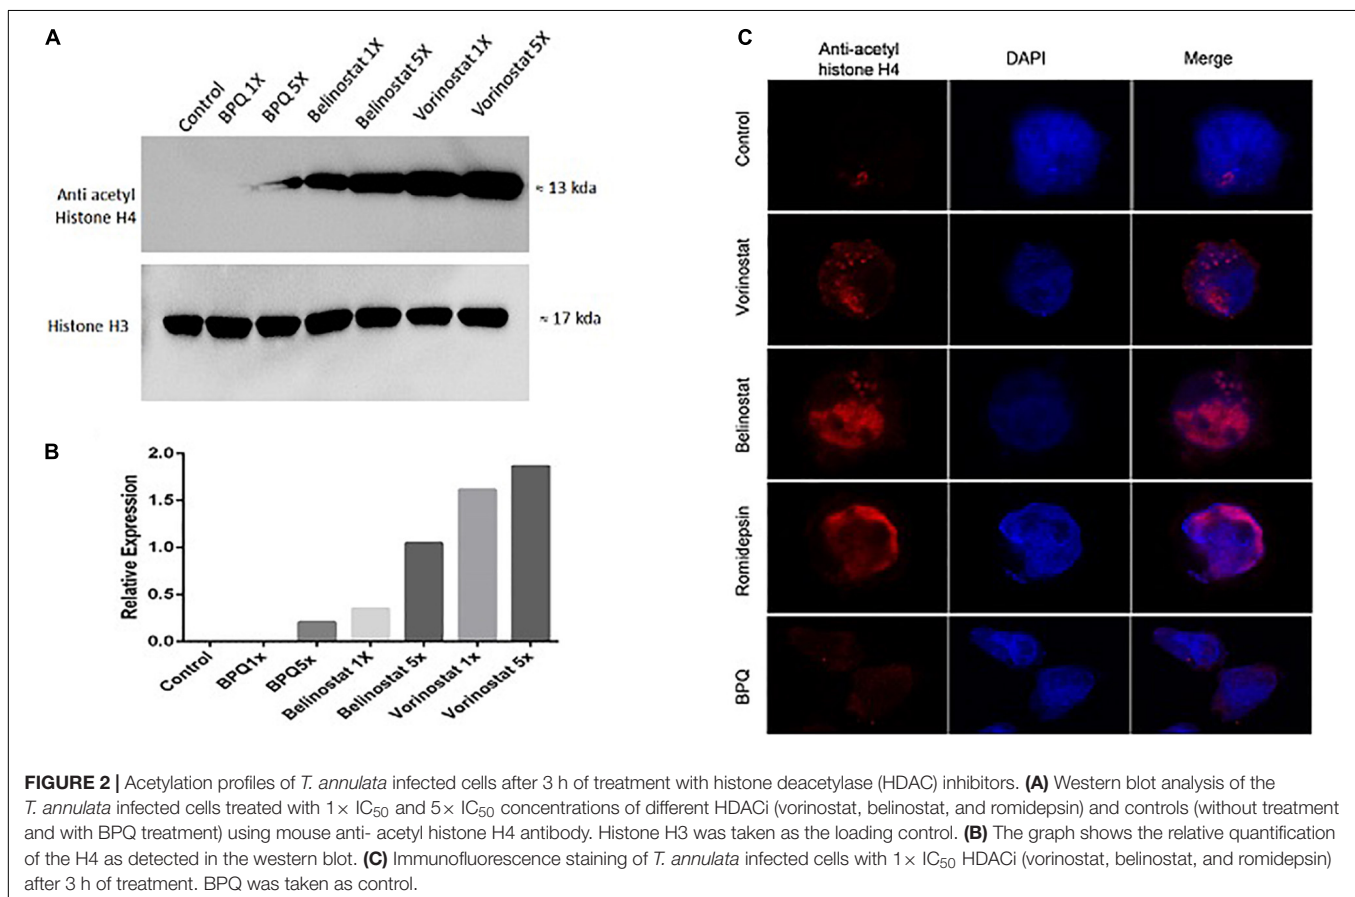 A
Control
BPQ 1X
BPQ 5X
Belinostat 1X
Belinostat 5X
Vorinostat 1X
Vorinostat 5X
Anti acetyl
Histone H4
≈ 13 kda
Histone H3
≈ 17 kda
B
Relative Expression
2.0
1.5
1.0
0.5
0.0
Control
BPQ1x
BPQ5x
Belinostat 1X
Belinostat 5x
Vorinostat 1x
Vorinostat 5x
C
Anti-acetyl
histone H4
DAPI
Merge
Control
Vorinostat
Belinostat
Romidepsin
BPQ
FIGURE 2 | Acetylation profiles of T. annulata infected cells after 3 h of treatment with histone deacetylase (HDAC) inhibitors. (A) Western blot analysis of the
T. annulata infected cells treated with 1× IC50 and 5× IC50 concentrations of different HDACi (vorinostat, belinostat, and romidepsin) and controls (without treatment
and with BPQ treatment) using mouse anti- acetyl histone H4 antibody. Histone H3 was taken as the loading control. (B) The graph shows the relative quantification
of the H4 as detected in the western blot. (C) Immunofluorescence staining of T. annulata infected cells with 1× IC50 HDACi (vorinostat, belinostat, and romidepsin)
after 3 h of treatment. BPQ was taken as control.